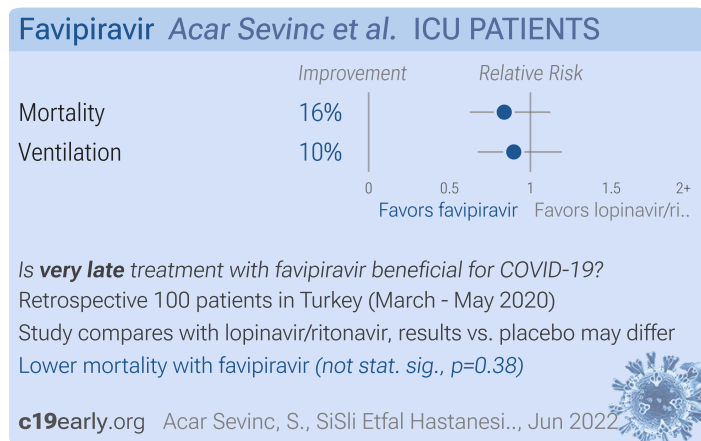 Favipiravir Acar Sevinc et al. ICU PATIENTS
Improvement Relative Risk
Mortality 16%
Ventilation 10%
0 0.5 1 1.5 2+
Favors favipiravir Favors lopinavir/ri..
Is very late treatment with favipiravir beneficial for COVID-19?
Retrospective 100 patients in Turkey (March - May 2020)
Study compares with lopinavir/ritonavir, results vs. placebo may differ
Lower mortality with favipiravir (not stat. sig., p=0.38)
c19early.org Acar Sevinc, S., SiSli Etfal Hastanesi.., Jun 2022